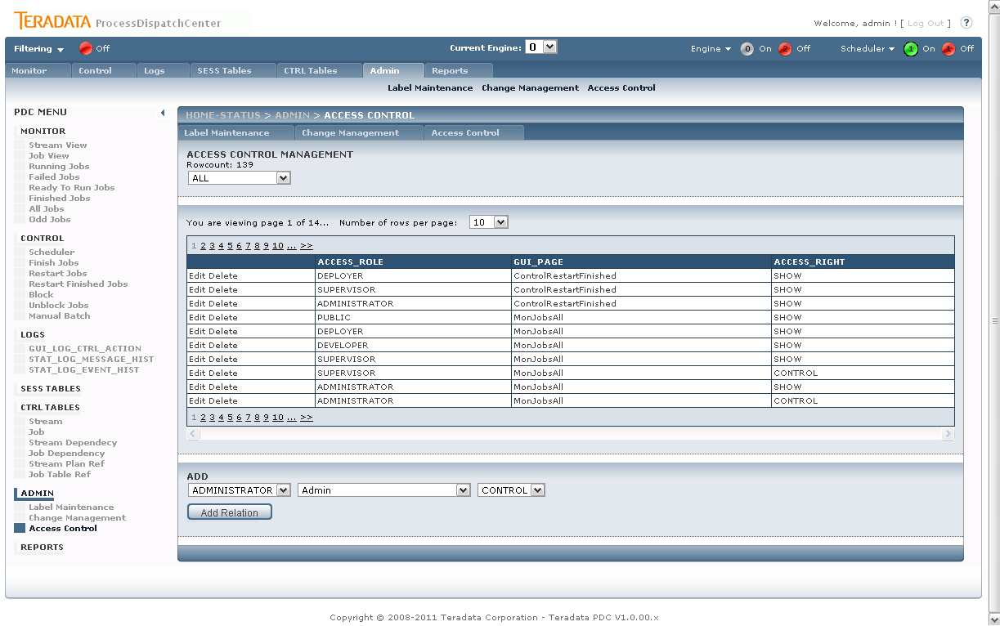 TERADATA ProcessDispatchCenter
Welcome, admin ! [ Log Out ] ?
Filtering Off Current Engine: 0 Engine 0 On 2 Off Scheduler 1 On 1 Off
Monitor Control Logs SESS Tables CTRL Tables Admin Reports
Label Maintenance Change Management Access Control
PDC MENU
MONITOR
Stream View
Job View
Running Jobs
Failed Jobs
Ready To Run Jobs
Finished Jobs
All Jobs
Odd Jobs
CONTROL
Scheduler
Finish Jobs
Restart Jobs
Restart Finished Jobs
Block
Unblock Jobs
Manual Batch
LOGS
GUI_LOG_CTRL_ACTION
STAT_LOG_MESSAGE_HIST
STAT_LOG_EVENT_HIST
SESS TABLES
CTRL TABLES
Stream
Job
Stream Dependecy
Job Dependency
Stream Plan Ref
Job Table Ref
ADMIN
Label Maintenance
Change Management
Access Control
REPORTS
HOME-STATUS > ADMIN > ACCESS CONTROL
Label Maintenance Change Management Access Control
ACCESS CONTROL MANAGEMENT
Rowcount: 139
ALL
You are viewing page 1 of 14... Number of rows per page: 10
1 2 3 4 5 6 7 8 9 10 ... >>
ACCESS_ROLE GUI_PAGE ACCESS_RIGHT
Edit Delete DEPLOYER ControlRestartFinished SHOW
Edit Delete SUPERVISOR ControlRestartFinished SHOW
Edit Delete ADMINISTRATOR ControlRestartFinished SHOW
Edit Delete PUBLIC MonJobsAll SHOW
Edit Delete DEPLOYER MonJobsAll SHOW
Edit Delete DEVELOPER MonJobsAll SHOW
Edit Delete SUPERVISOR MonJobsAll SHOW
Edit Delete SUPERVISOR MonJobsAll CONTROL
Edit Delete ADMINISTRATOR MonJobsAll SHOW
Edit Delete ADMINISTRATOR MonJobsAll CONTROL
1 2 3 4 5 6 7 8 9 10 ... >>
ADD
ADMINISTRATOR Admin CONTROL
Add Relation
Copyright © 2008-2011 Teradata Corporation - Teradata PDC V1.0.00.x